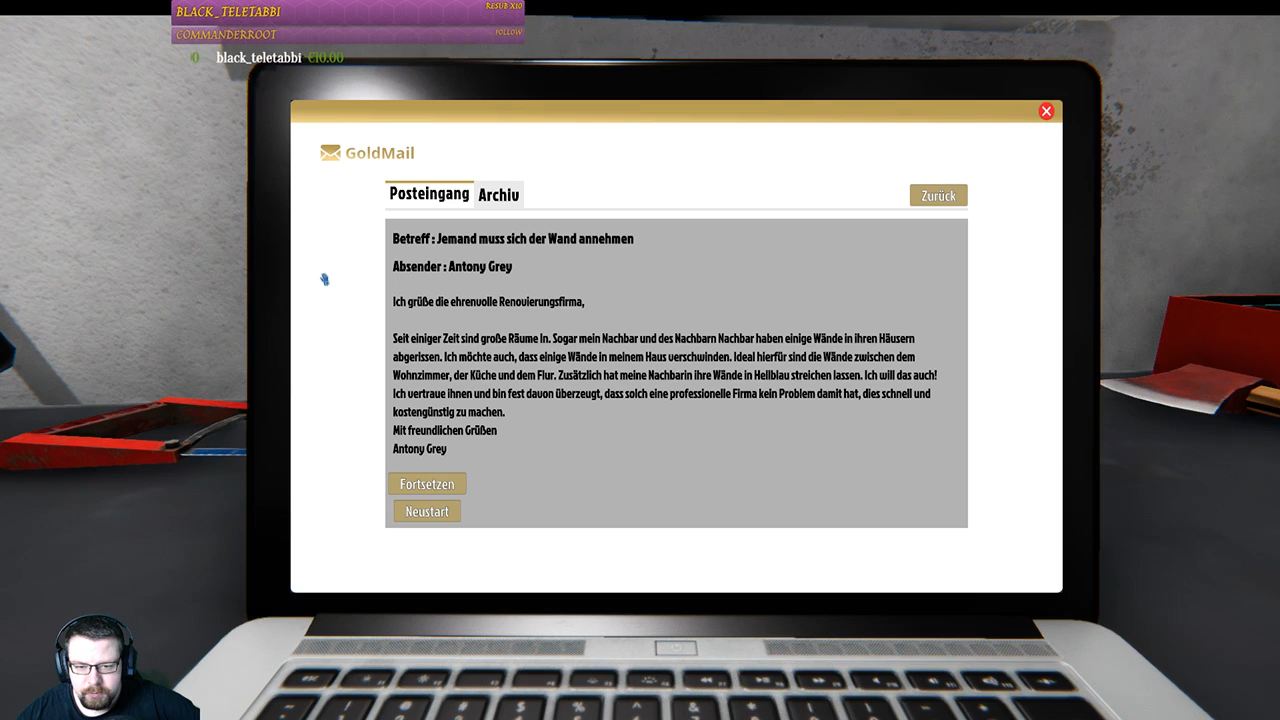 BLACK_TELETABBI RESUB X10
COMMANDERROOT FOLLOW
black_teletabbi €10.00
GoldMail
Posteingang Archiv Zurück
Betreff : Jemand muss sich der Wand annehmen
Absender : Antony Grey
Ich grüße die ehrenvolle Renovierungsfirma,
Seit einiger Zeit sind große Räume In. Sogar mein Nachbar und des Nachbarn Nachbar haben einige Wände in ihren Häusern
abgerissen. Ich möchte auch, dass einige Wände in meinem Haus verschwinden. Ideal hierfür sind die Wände zwischen dem
Wohnzimmer, der Küche und dem Flur. Zusätzlich hat meine Nachbarin ihre Wände in Hellblau streichen lassen. Ich will das auch!
Ich vertraue ihnen und bin fest davon überzeugt, dass solch eine professionelle Firma kein Problem damit hat, dies schnell und
kostengünstig zu machen.
Mit freundlichen Grüßen
Antony Grey
Fortsetzen
Neustart